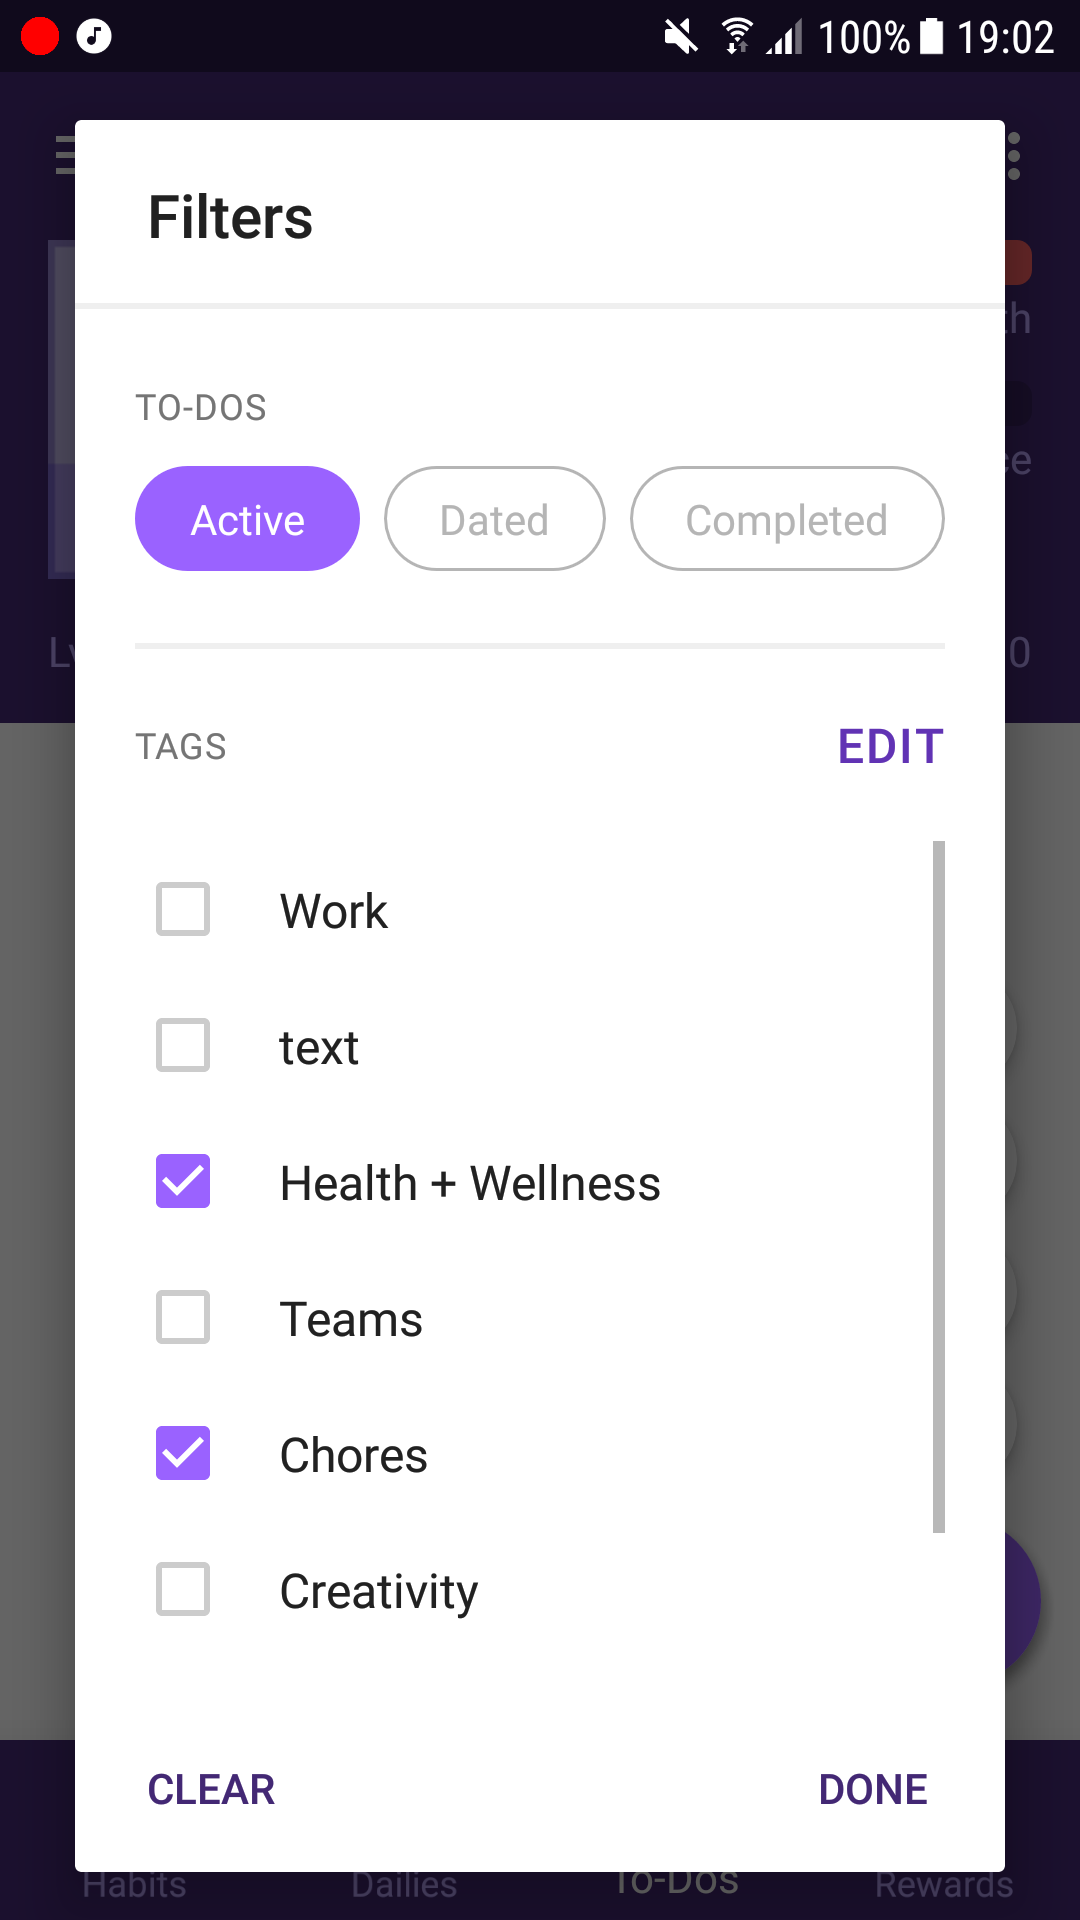 100% 19:02
Filters
TO-DOS
Active Dated Completed
TAGS EDIT
Work
text
Health + Wellness
Teams
Chores
Creativity
CLEAR DONE
Habits Dailies To-Dos Rewards